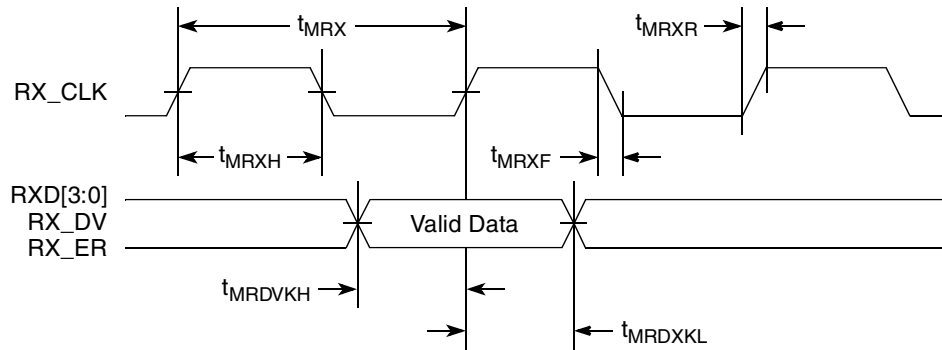 tMRX
tMRXR
RX_CLK
tMRXH
tMRXF
RXD[3:0]
RX_DV
Valid Data
RX_ER
tMRDVKH
tMRDXKL